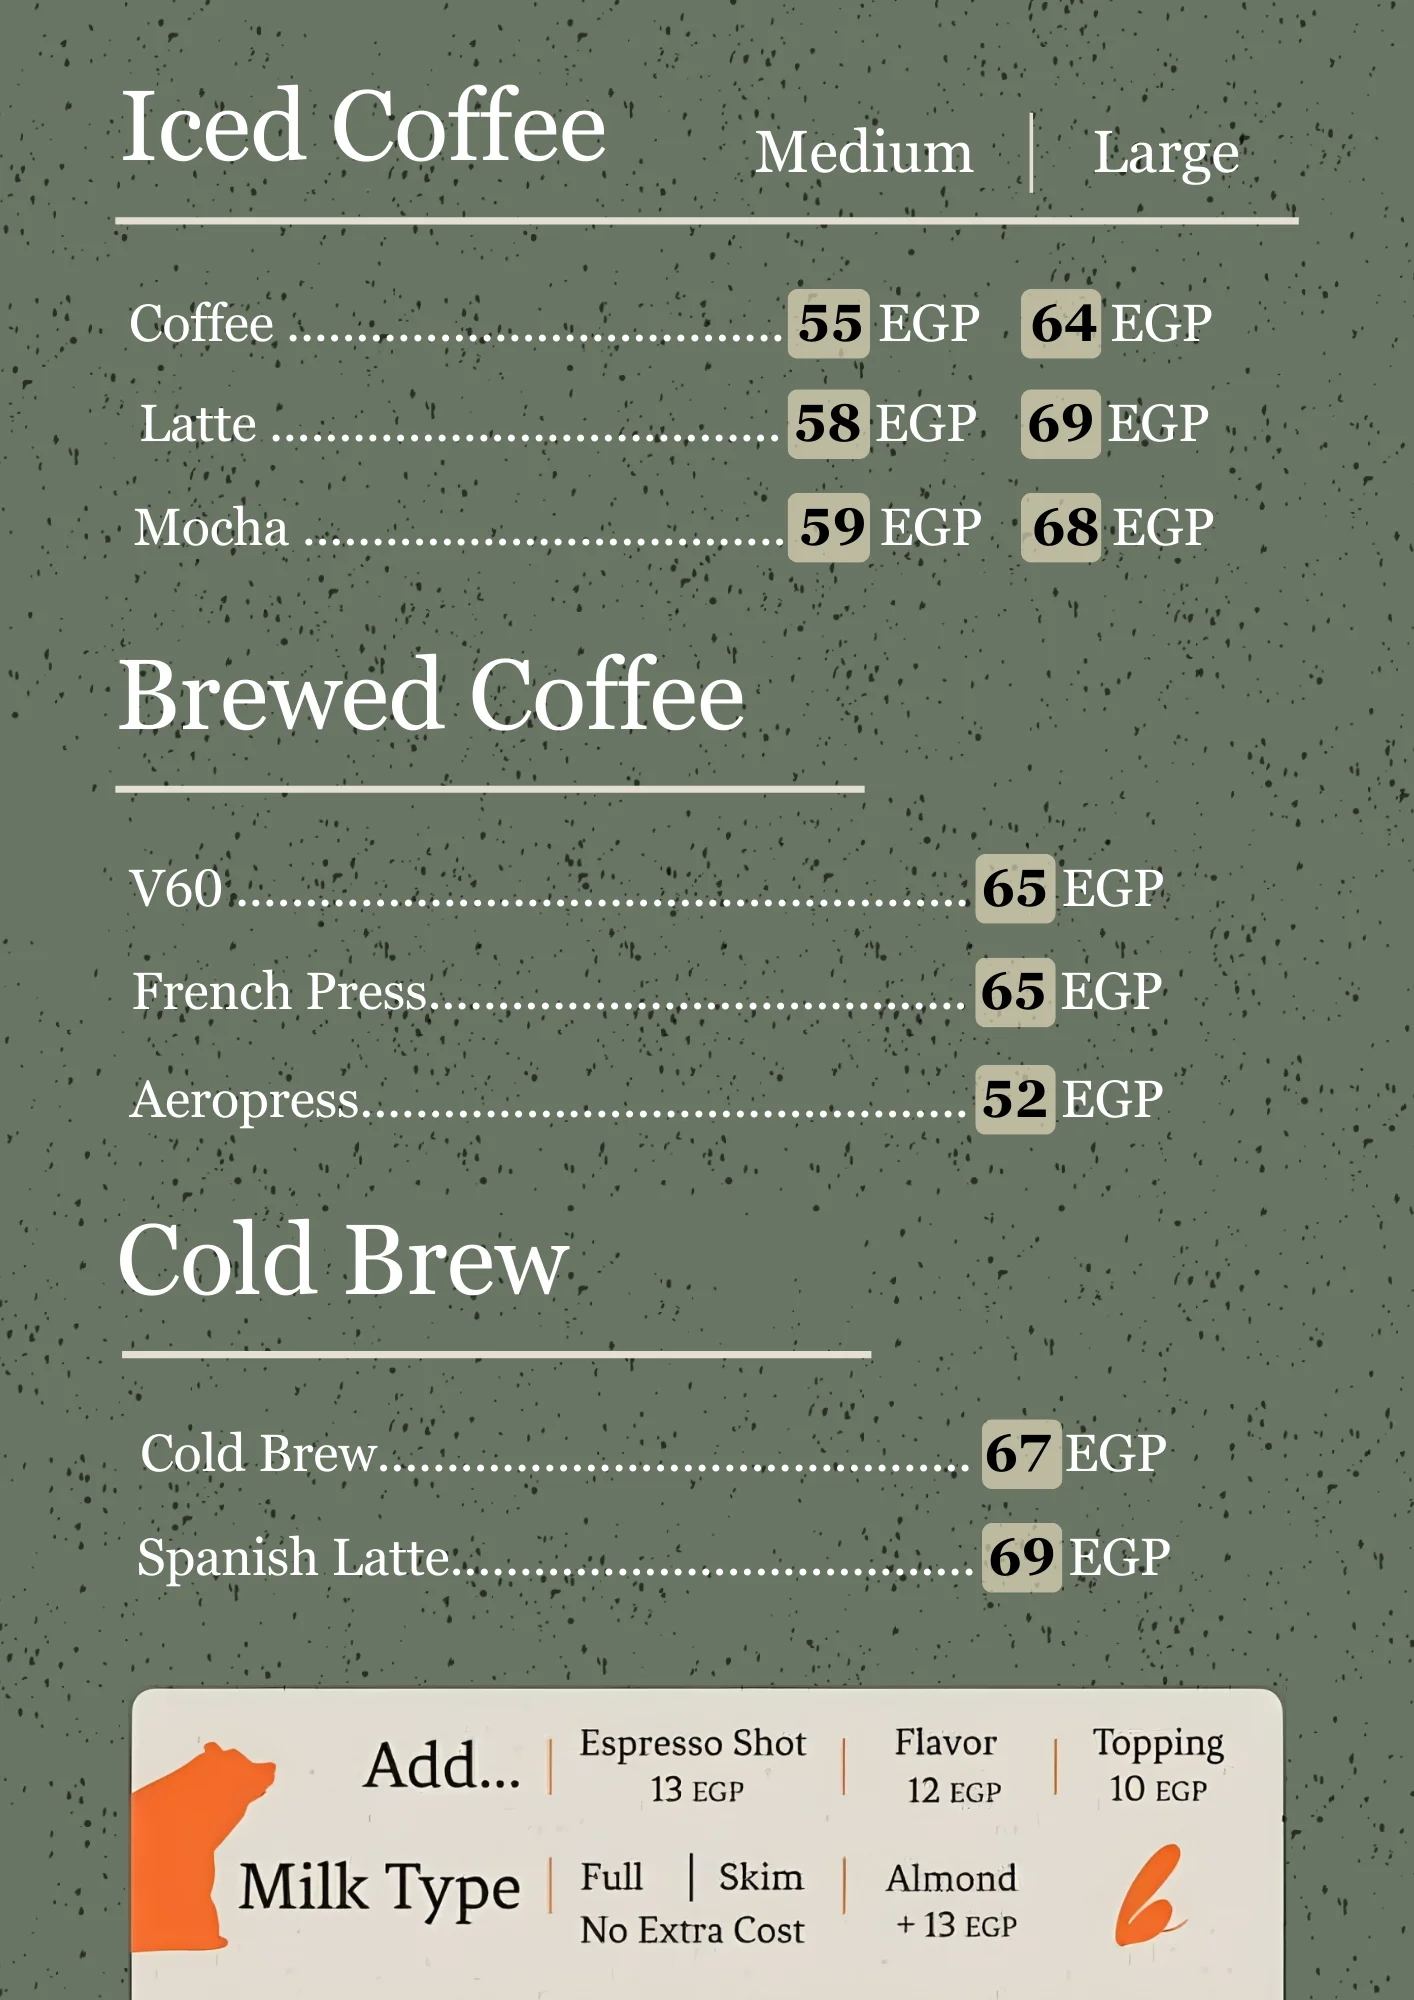 Iced Coffee Medium | Large
Coffee .................................... 55 EGP 64 EGP
Latte ..................................... 58 EGP 69 EGP
Mocha ................................... 59 EGP 68 EGP
Brewed Coffee
V60..................................................... 65 EGP
French Press....................................... 65 EGP
Aeropress............................................ 52 EGP
Cold Brew
Cold Brew........................................... 67 EGP
Spanish Latte...................................... 69 EGP
Add... Espresso Shot Flavor Topping
13 EGP 12 EGP 10 EGP
Milk Type Full | Skim Almond
No Extra Cost + 13 EGP